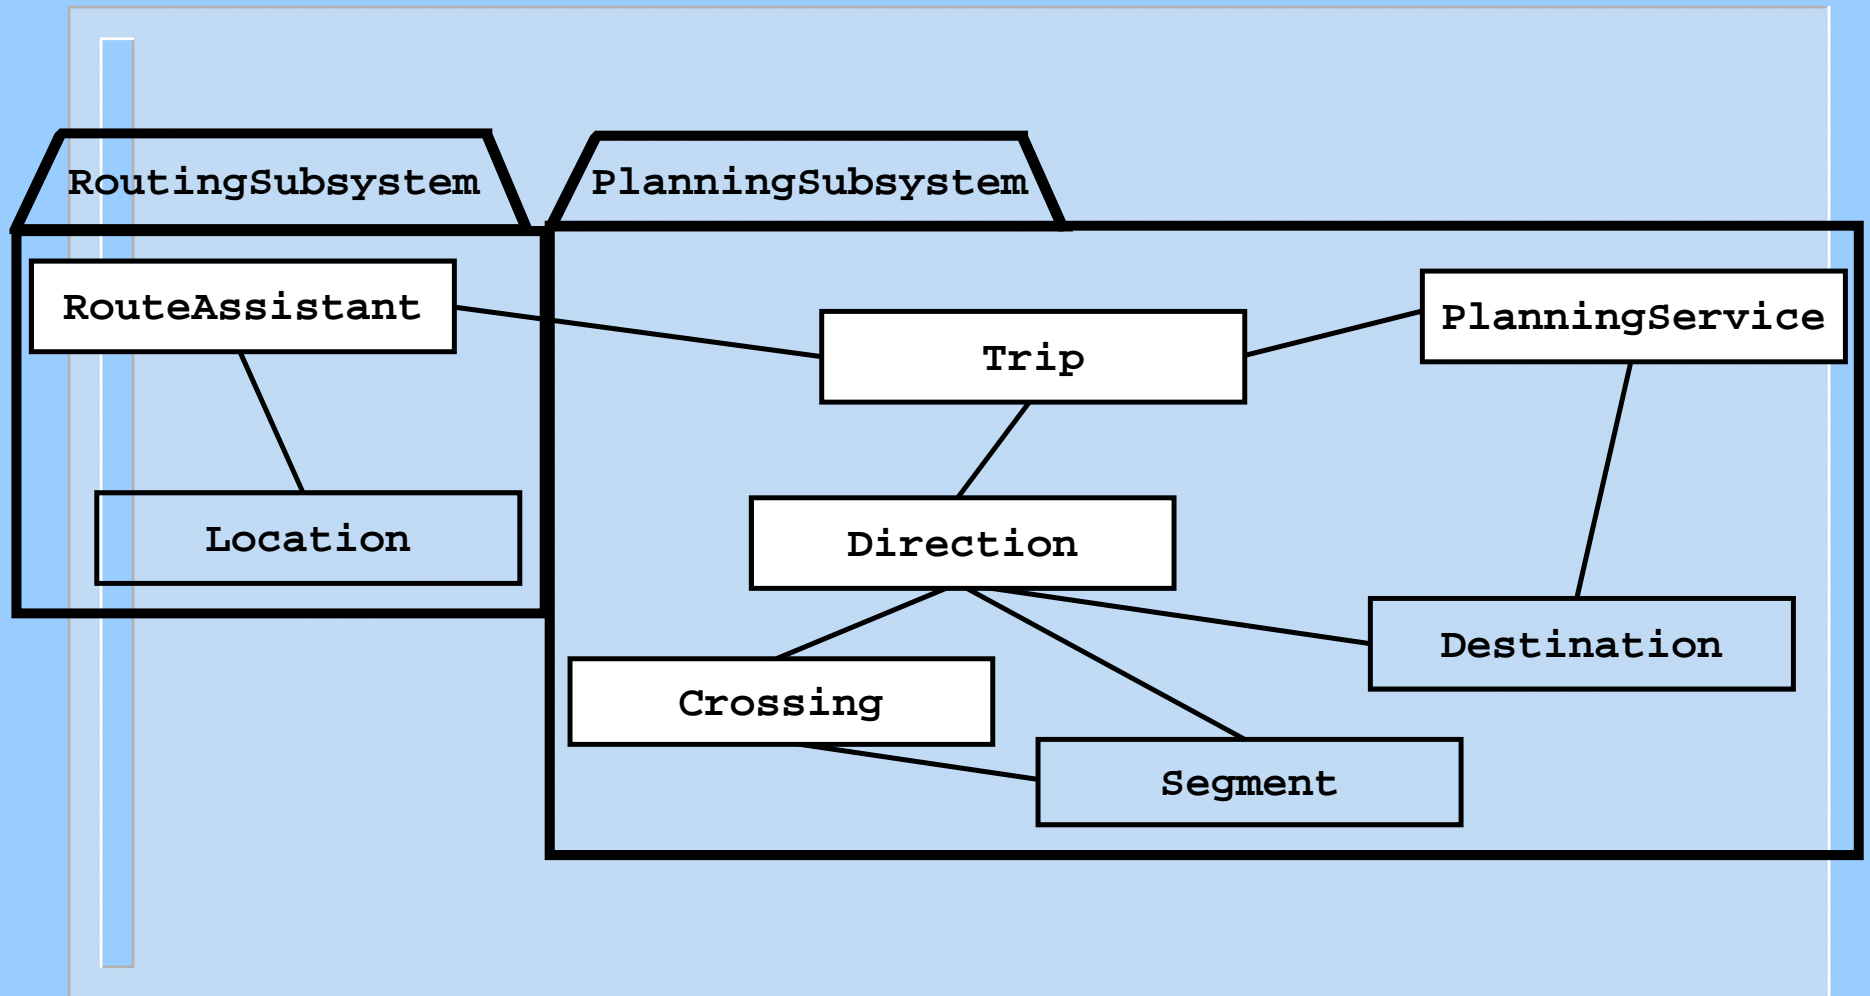 RoutingSubsystem
PlanningSubsystem
RouteAssistant
PlanningService
Trip
Location
Direction
Destination
Crossing
Segment